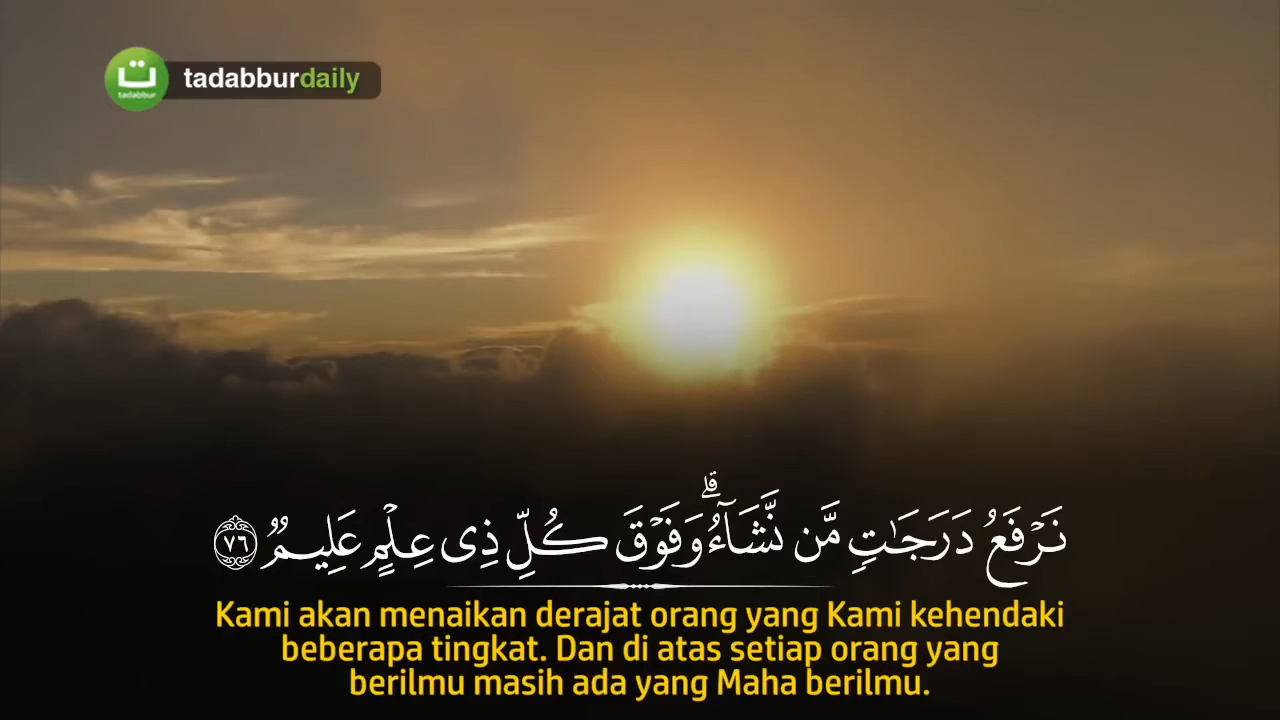 ت
tadabbur
tadabburdaily
نَرْفَعُ دَرَجَـٰتٍ مَّن نَّشَآءُ ۗ وَفَوْقَ كُلِّ ذِى عِلْمٍ عَلِيمٌ ٧٦
Kami akan menaikan derajat orang yang Kami kehendaki
beberapa tingkat. Dan di atas setiap orang yang
berilmu masih ada yang Maha berilmu.